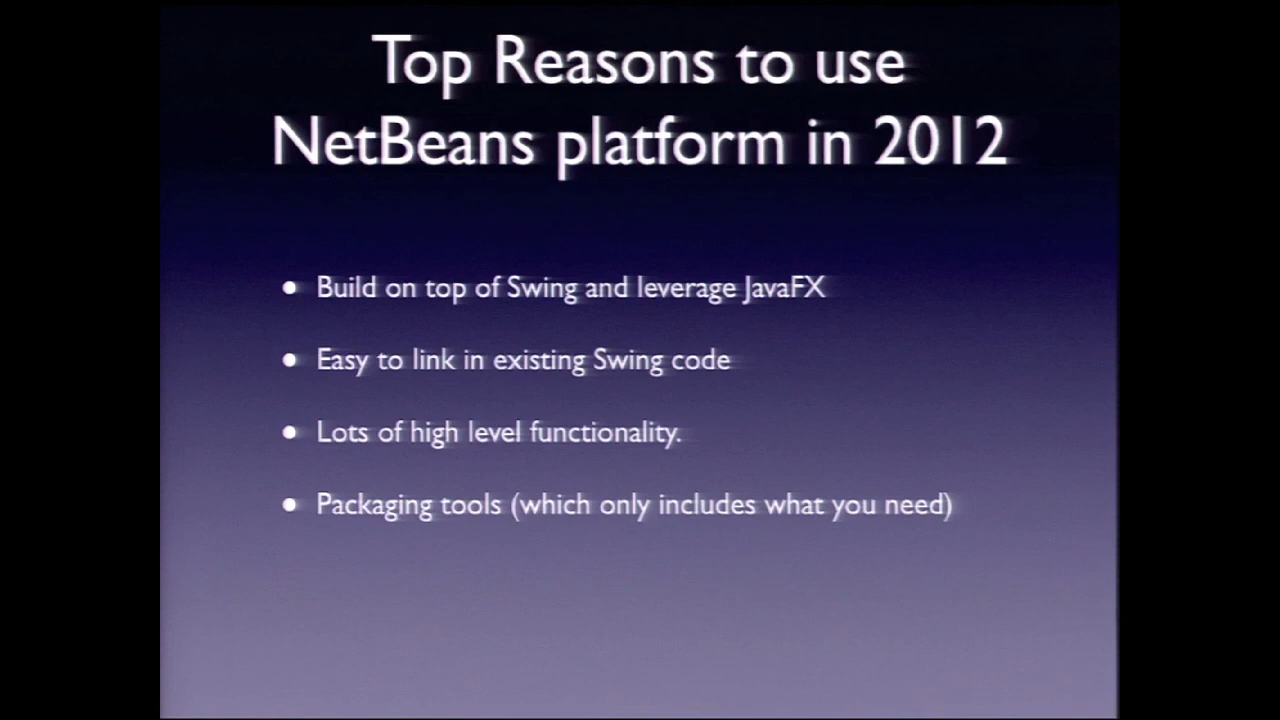 Top Reasons to use
NetBeans platform in 2012
• Build on top of Swing and leverage JavaFX
• Easy to link in existing Swing code
• Lots of high level functionality.
• Packaging tools (which only includes what you need)